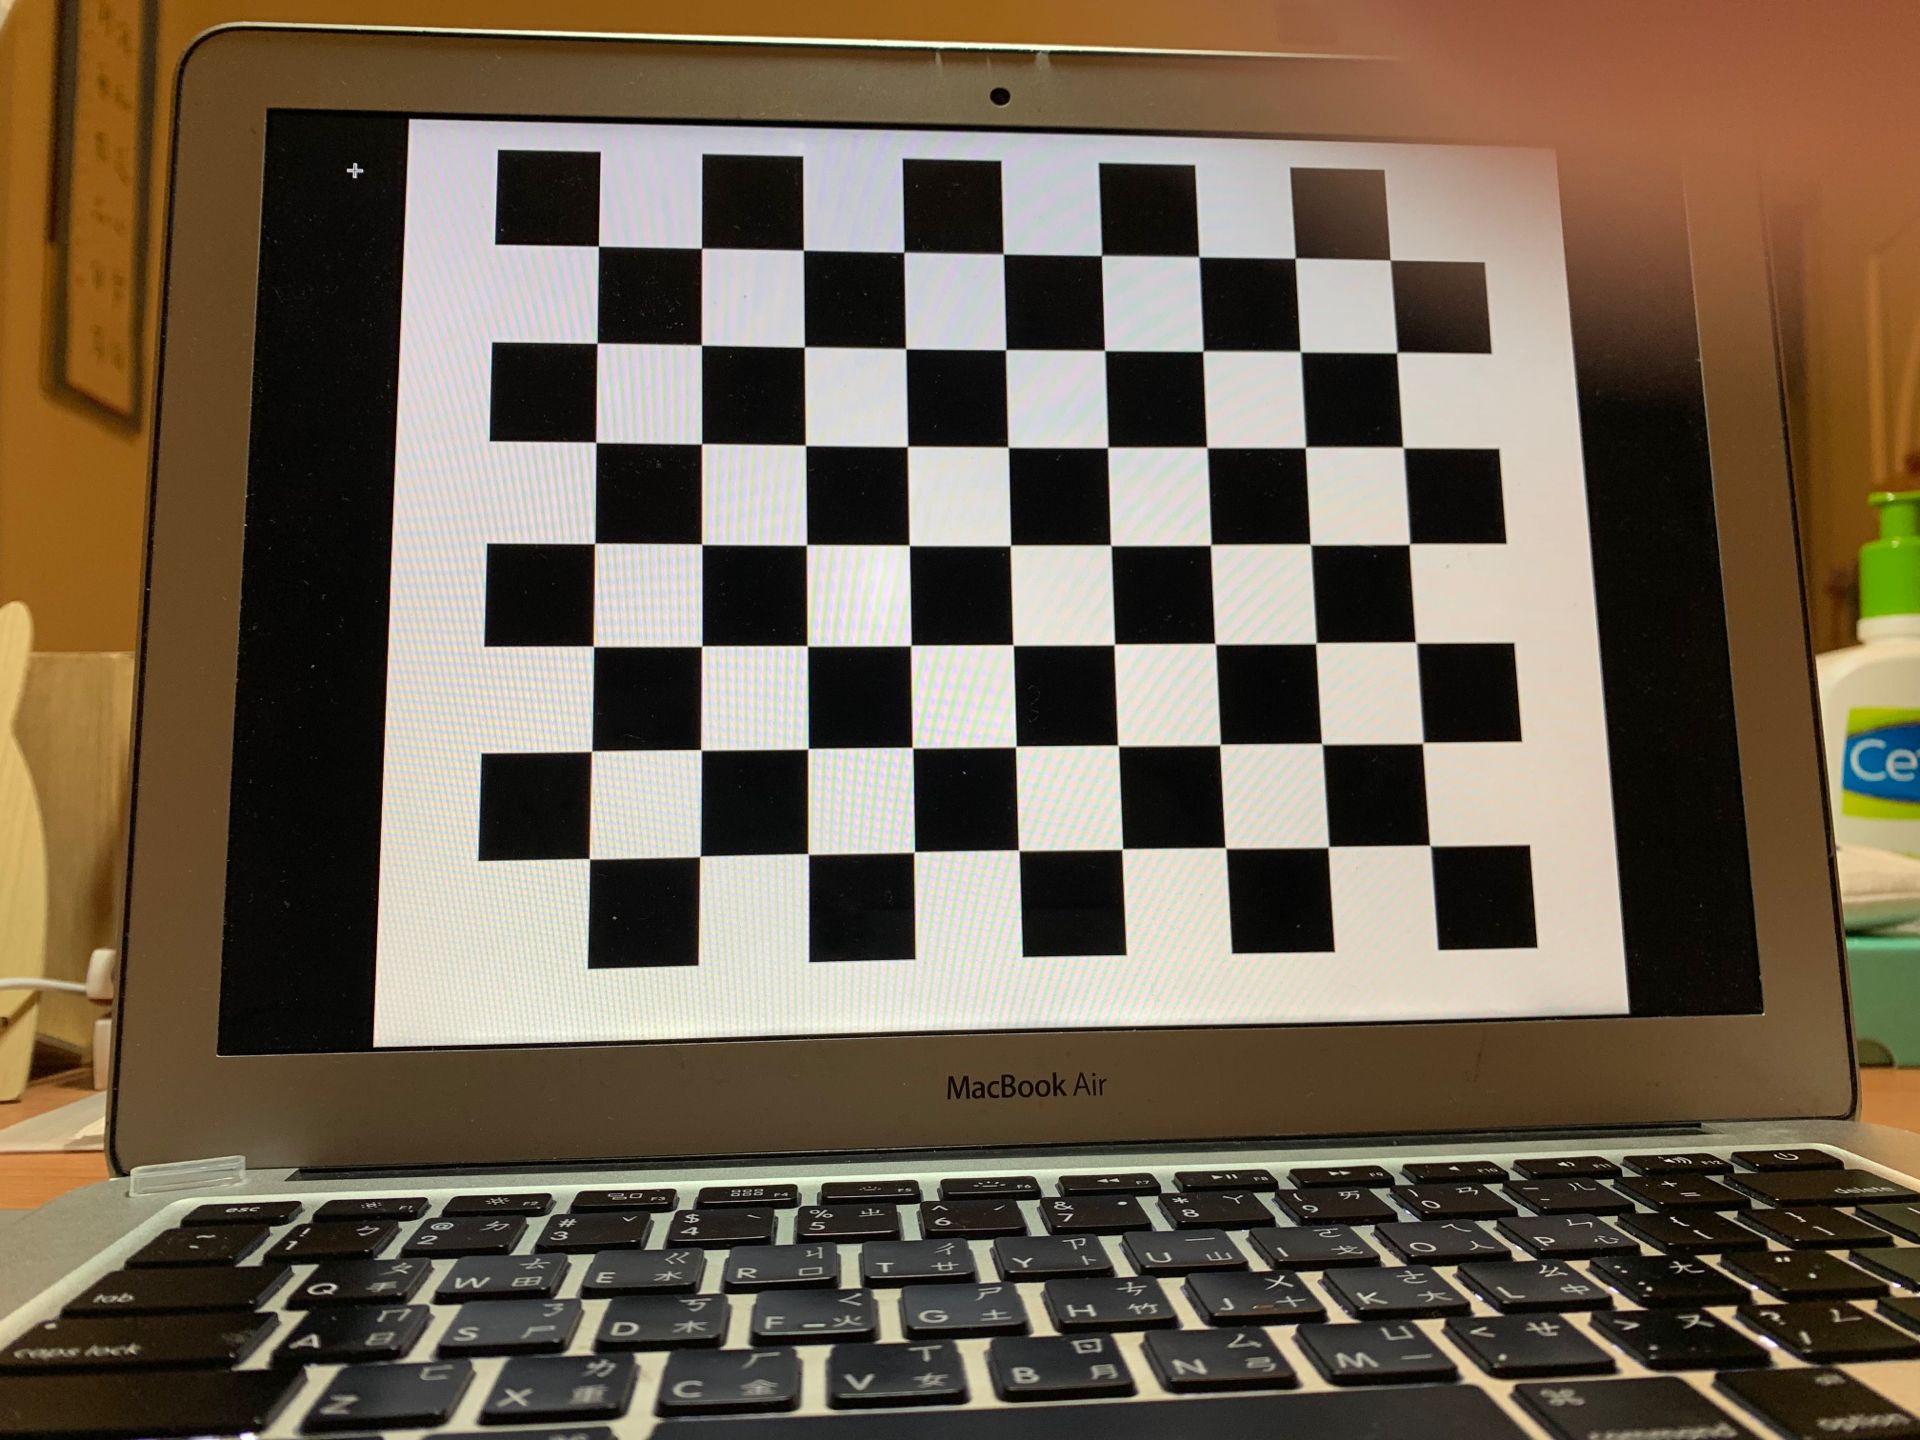 MacBook Air
Ce
esc F1 F2 F3 F4 F5 F6 F7 F8 F9 F10 F11 F12
~ ! 1 ㄅ @ 2 ㄉ # 3 ˇ $ 4 ˋ % 5 ㄓ ^ 6 ˊ & 7 ˙ * 8 ㄚ ( 9 ㄞ ) 0 ㄢ - ㄦ + = delete
tab Q ㄆ 手 W ㄊ 田 E ㄍ 水 R ㄐ 口 T ㄔ 廿 Y ㄗ 卜 U ㄧ 山 I ㄛ 戈 O ㄟ 人 P ㄣ 心 { [ } ]
caps lock A ㄇ 日 S ㄋ 尸 D ㄎ 木 F ㄑ 火 G ㄕ 土 H ㄘ 竹 J ㄨ 十 K ㄜ 大 L ㄠ 中 : ; ㄤ " '
Z ㄈ X ㄌ 重 C ㄏ 金 V ㄒ 女 B ㄖ 月 N ㄙ 弓 M ㄩ 一 < , ㄝ > . ㄡ ? / ㄥ
⌘ command option